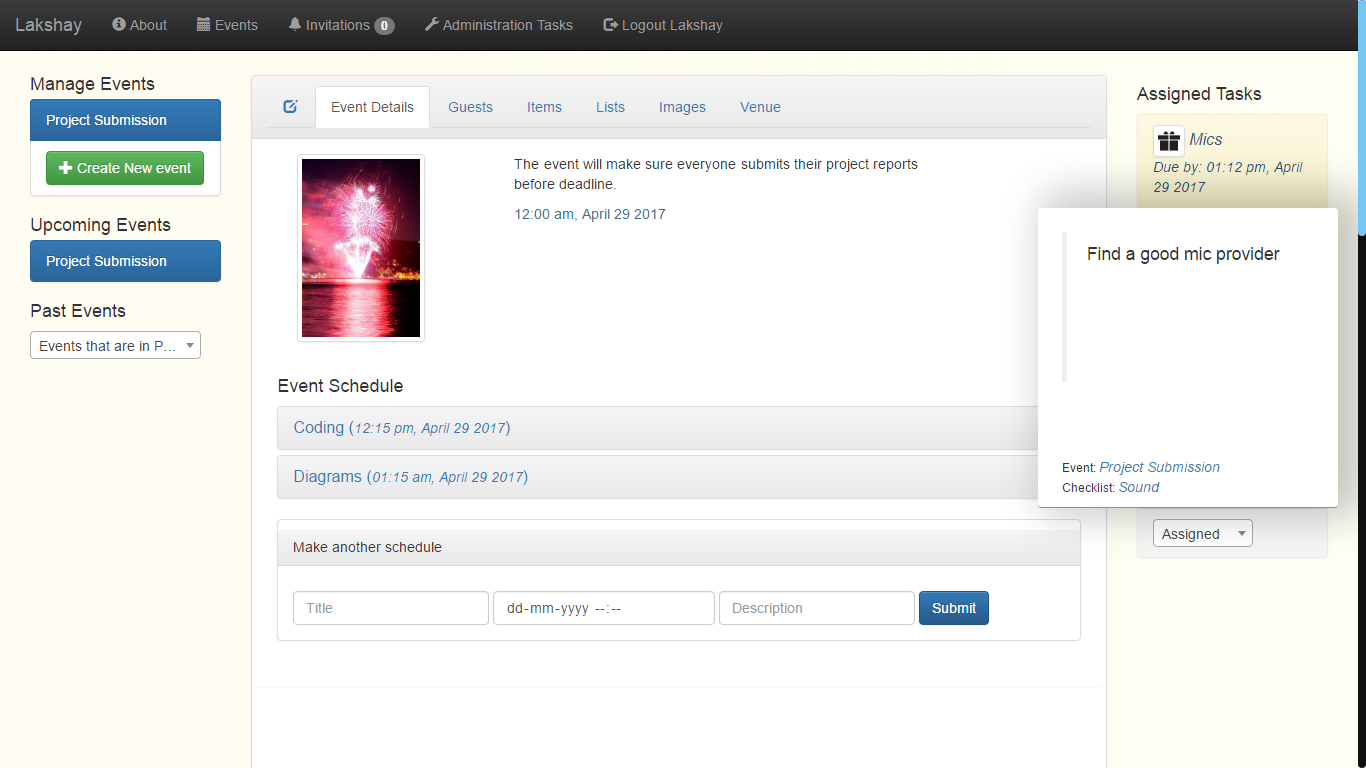 Lakshay About Events Invitations 0 Administration Tasks Logout Lakshay
Manage Events
Project Submission
Create New event
Upcoming Events
Project Submission
Past Events
Events that are in P...
Event Details Guests Items Lists Images Venue
The event will make sure everyone submits their project reports
before deadline.
12:00 am, April 29 2017
Event Schedule
Coding (12:15 pm, April 29 2017)
Diagrams (01:15 am, April 29 2017)
Make another schedule
Title dd-mm-yyyy --:-- Description Submit
Assigned Tasks
Mics
Due by: 01:12 pm, April
29 2017
Find a good mic provider
Event: Project Submission
Checklist: Sound
Assigned